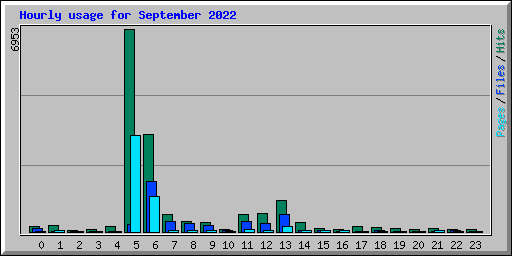 Hourly usage for September 2022
6953
Pages/Files/Hits
0 1 2 3 4 5 6 7 8 9 10 11 12 13 14 15 16 17 18 19 20 21 22 23